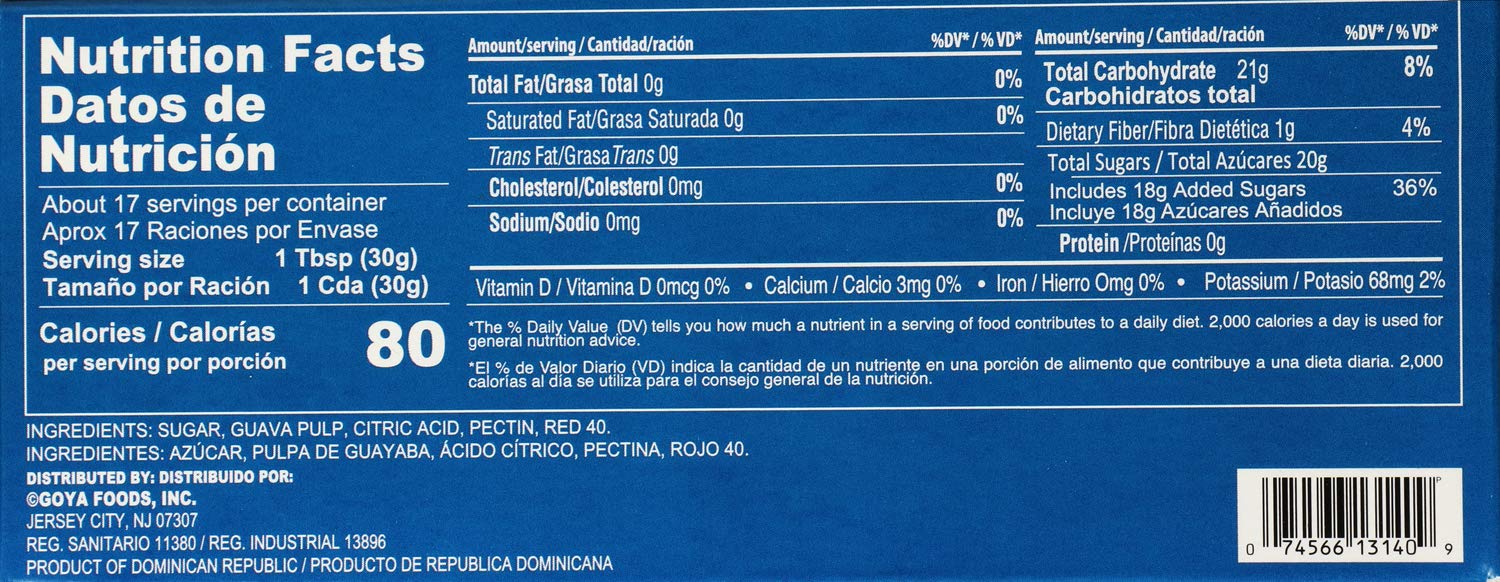 Nutrition Facts
Datos de
Nutrición
About 17 servings per container
Aprox 17 Raciones por Envase
Serving size 1 Tbsp (30g)
Tamaño por Ración 1 Cda (30g)
Calories / Calorías
per serving por porción 80
Amount/serving / Cantidad/ración %DV* / % VD*
Total Fat/Grasa Total 0g 0%
Saturated Fat/Grasa Saturada 0g 0%
Trans Fat/Grasa Trans 0g
Cholesterol/Colesterol 0mg 0%
Sodium/Sodio 0mg 0%
Amount/serving / Cantidad/ración %DV* / % VD*
Total Carbohydrate 21g 8%
Carbohidratos total
Dietary Fiber/Fibra Dietética 1g 4%
Total Sugars / Total Azúcares 20g
Includes 18g Added Sugars 36%
Incluye 18g Azúcares Añadidos
Protein /Proteínas 0g
Vitamin D / Vitamina D 0mcg 0% • Calcium / Calcio 3mg 0% • Iron / Hierro Omg 0% • Potassium / Potasio 68mg 2%
*The % Daily Value (DV) tells you how much a nutrient in a serving of food contributes to a daily diet. 2,000 calories a day is used for
general nutrition advice.
*El % de Valor Diario (VD) indica la cantidad de un nutriente en una porción de alimento que contribuye a una dieta diaria. 2,000
calorías al día se utiliza para el consejo general de la nutrición.
INGREDIENTS: SUGAR, GUAVA PULP, CITRIC ACID, PECTIN, RED 40.
INGREDIENTES: AZÚCAR, PULPA DE GUAYABA, ÁCIDO CÍTRICO, PECTINA, ROJO 40.
DISTRIBUTED BY: DISTRIBUIDO POR:
©GOYA FOODS, INC.
JERSEY CITY, NJ 07307
REG. SANITARIO 11380 / REG. INDUSTRIAL 13896
PRODUCT OF DOMINICAN REPUBLIC / PRODUCTO DE REPUBLICA DOMINICANA
P
0 74566 13140 9